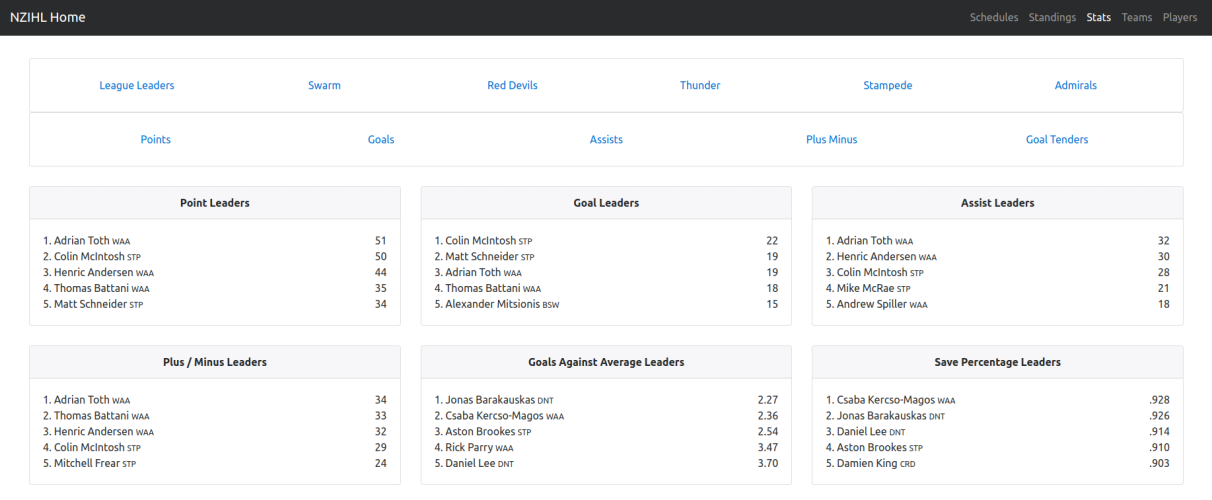 NZIHL Home Schedules Standings Stats Teams Players
League Leaders Swarm Red Devils Thunder Stampede Admirals
Points Goals Assists Plus Minus Goal Tenders
Point Leaders
1. Adrian Toth WAA 51
2. Colin McIntosh STP 50
3. Henric Andersen WAA 44
4. Thomas Battani WAA 35
5. Matt Schneider STP 34
Goal Leaders
1. Colin McIntosh STP 22
2. Matt Schneider STP 19
3. Adrian Toth WAA 19
4. Thomas Battani WAA 18
5. Alexander Mitsionis BSW 15
Assist Leaders
1. Adrian Toth WAA 32
2. Henric Andersen WAA 30
3. Colin McIntosh STP 28
4. Mike McRae STP 21
5. Andrew Spiller WAA 18
Plus / Minus Leaders
1. Adrian Toth WAA 34
2. Thomas Battani WAA 33
3. Henric Andersen WAA 32
4. Colin McIntosh STP 29
5. Mitchell Frear STP 24
Goals Against Average Leaders
1. Jonas Barakauskas DNT 2.27
2. Csaba Kercso-Magos WAA 2.36
3. Aston Brookes STP 2.54
4. Rick Parry WAA 3.47
5. Daniel Lee DNT 3.70
Save Percentage Leaders
1. Csaba Kercso-Magos WAA .928
2. Jonas Barakauskas DNT .926
3. Daniel Lee DNT .914
4. Aston Brookes STP .910
5. Damien King CRD .903